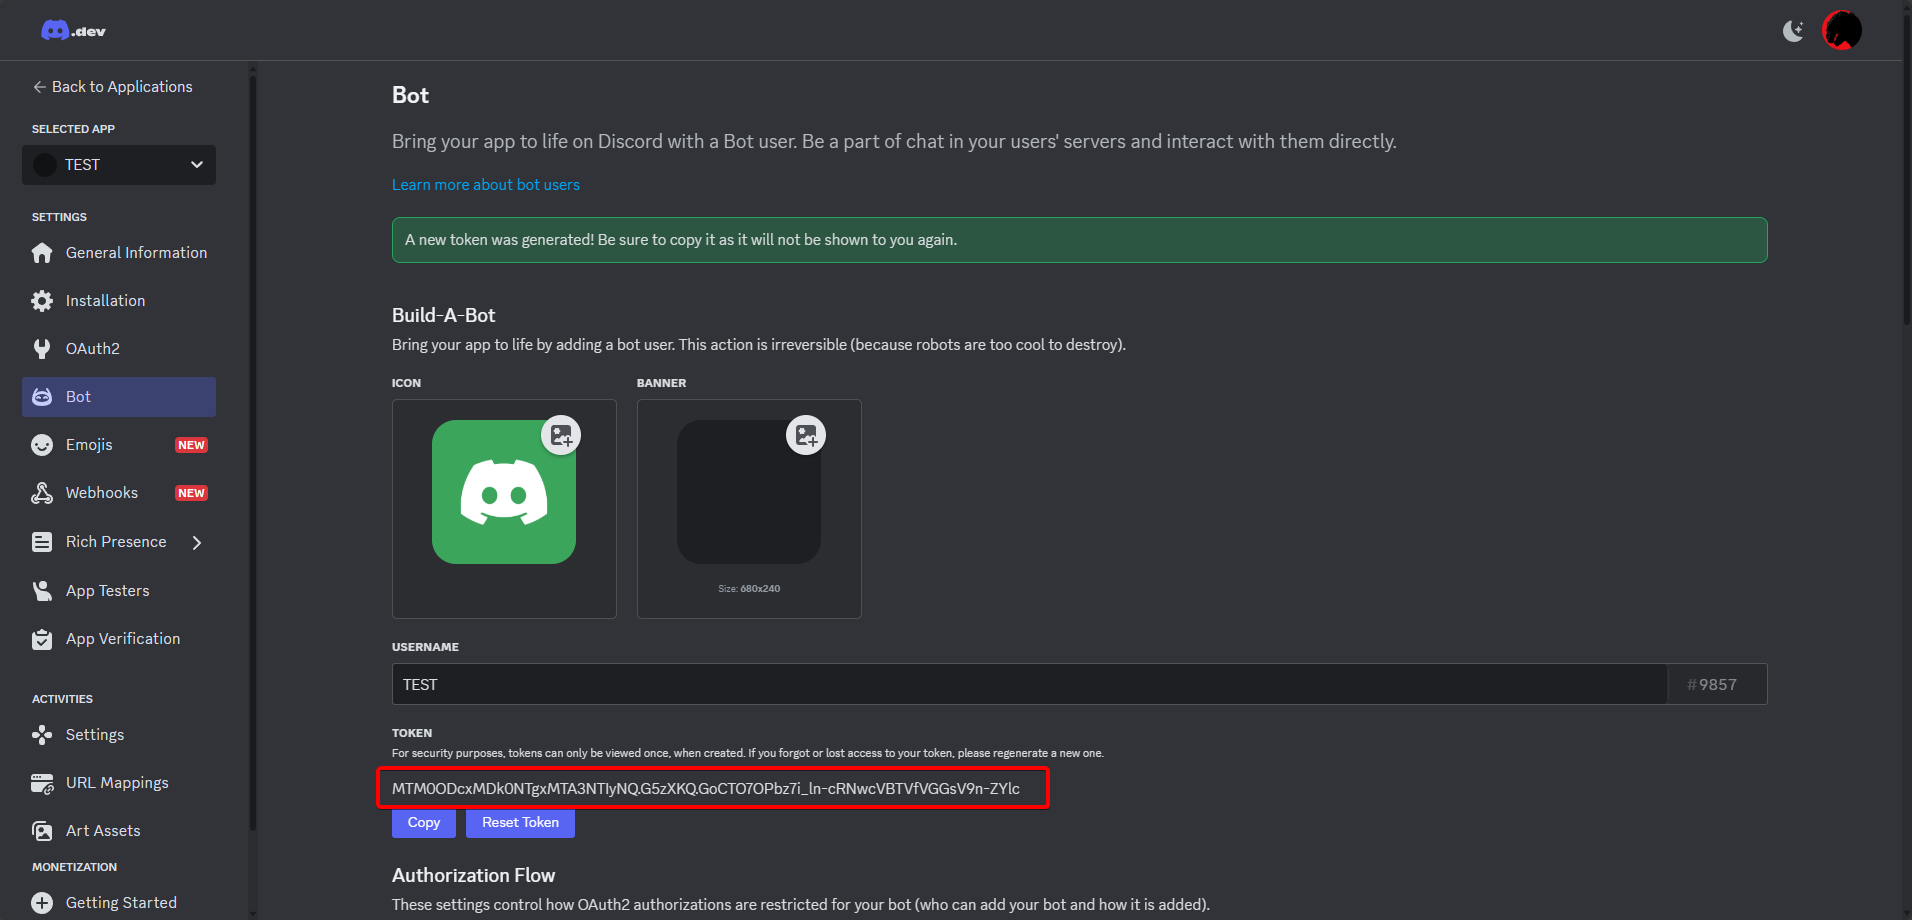 .dev
Back to Applications
SELECTED APP
TEST
SETTINGS
General Information
Installation
OAuth2
Bot
Emojis NEW
Webhooks NEW
Rich Presence
App Testers
App Verification
ACTIVITIES
Settings
URL Mappings
Art Assets
MONETIZATION
Getting Started
Bot
Bring your app to life on Discord with a Bot user. Be a part of chat in your users' servers and interact with them directly.
Learn more about bot users
A new token was generated! Be sure to copy it as it will not be shown to you again.
Build-A-Bot
Bring your app to life by adding a bot user. This action is irreversible (because robots are too cool to destroy).
ICON BANNER
Size: 680x240
USERNAME
TEST #9857
TOKEN
For security purposes, tokens can only be viewed once, when created. If you forgot or lost access to your token, please regenerate a new one.
MTM0ODcxMDk0NTgxMTA3NTIyNQ.G5zXKQ.GoCTO7OPbz7i_ln-cRNwcVBTVfVGGsV9n-ZYlc
Copy Reset Token
Authorization Flow
These settings control how OAuth2 authorizations are restricted for your bot (who can add your bot and how it is added).